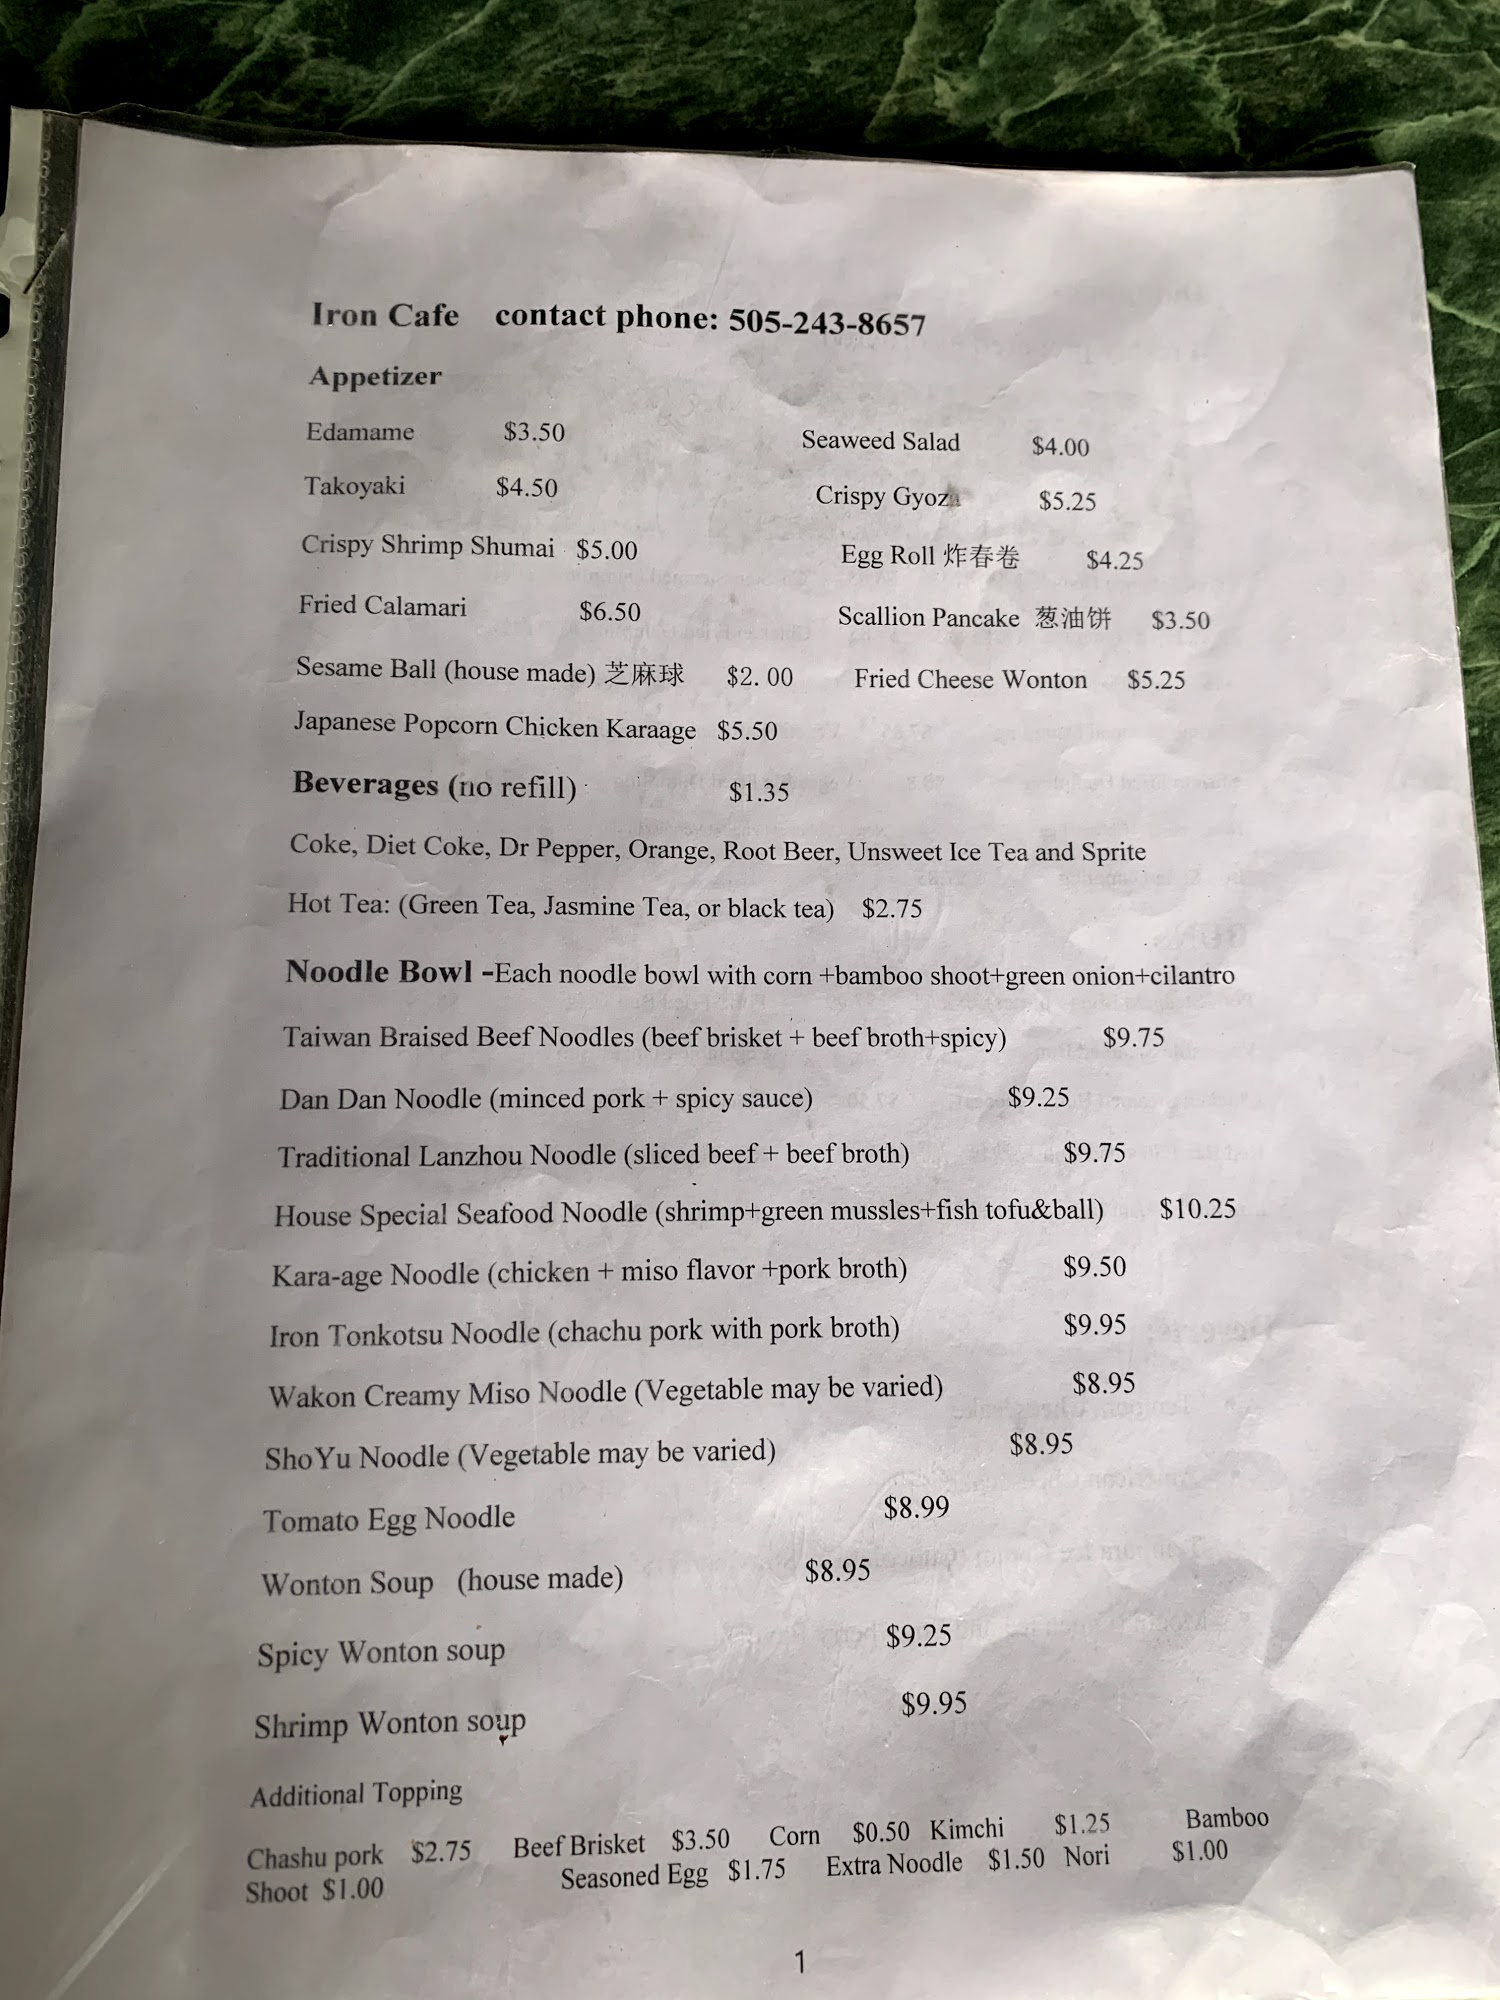 Iron Cafe contact phone: 505-243-8657
Appetizer
Edamame $3.50 Seaweed Salad $4.00
Takoyaki $4.50 Crispy Gyoza $5.25
Crispy Shrimp Shumai $5.00 Egg Roll 炸春卷 $4.25
Fried Calamari $6.50 Scallion Pancake 葱油饼 $3.50
Sesame Ball (house made) 芝麻球 $2. 00 Fried Cheese Wonton $5.25
Japanese Popcorn Chicken Karaage $5.50
Beverages (no refill) $1.35
Coke, Diet Coke, Dr Pepper, Orange, Root Beer, Unsweet Ice Tea and Sprite
Hot Tea: (Green Tea, Jasmine Tea, or black tea) $2.75
Noodle Bowl -Each noodle bowl with corn +bamboo shoot+green onion+cilantro
Taiwan Braised Beef Noodles (beef brisket + beef broth+spicy) $9.75
Dan Dan Noodle (minced pork + spicy sauce) $9.25
Traditional Lanzhou Noodle (sliced beef + beef broth) $9.75
House Special Seafood Noodle (shrimp+green mussles+fish tofu&ball) $10.25
Kara-age Noodle (chicken + miso flavor +pork broth) $9.50
Iron Tonkotsu Noodle (chachu pork with pork broth) $9.95
Wakon Creamy Miso Noodle (Vegetable may be varied) $8.95
ShoYu Noodle (Vegetable may be varied) $8.95
Tomato Egg Noodle $8.99
Wonton Soup (house made) $8.95
Spicy Wonton soup $9.25
Shrimp Wonton soup $9.95
Additional Topping
Chashu pork $2.75 Beef Brisket $3.50 Corn $0.50 Kimchi $1.25 Bamboo
Shoot $1.00 Seasoned Egg $1.75 Extra Noodle $1.50 Nori $1.00
1